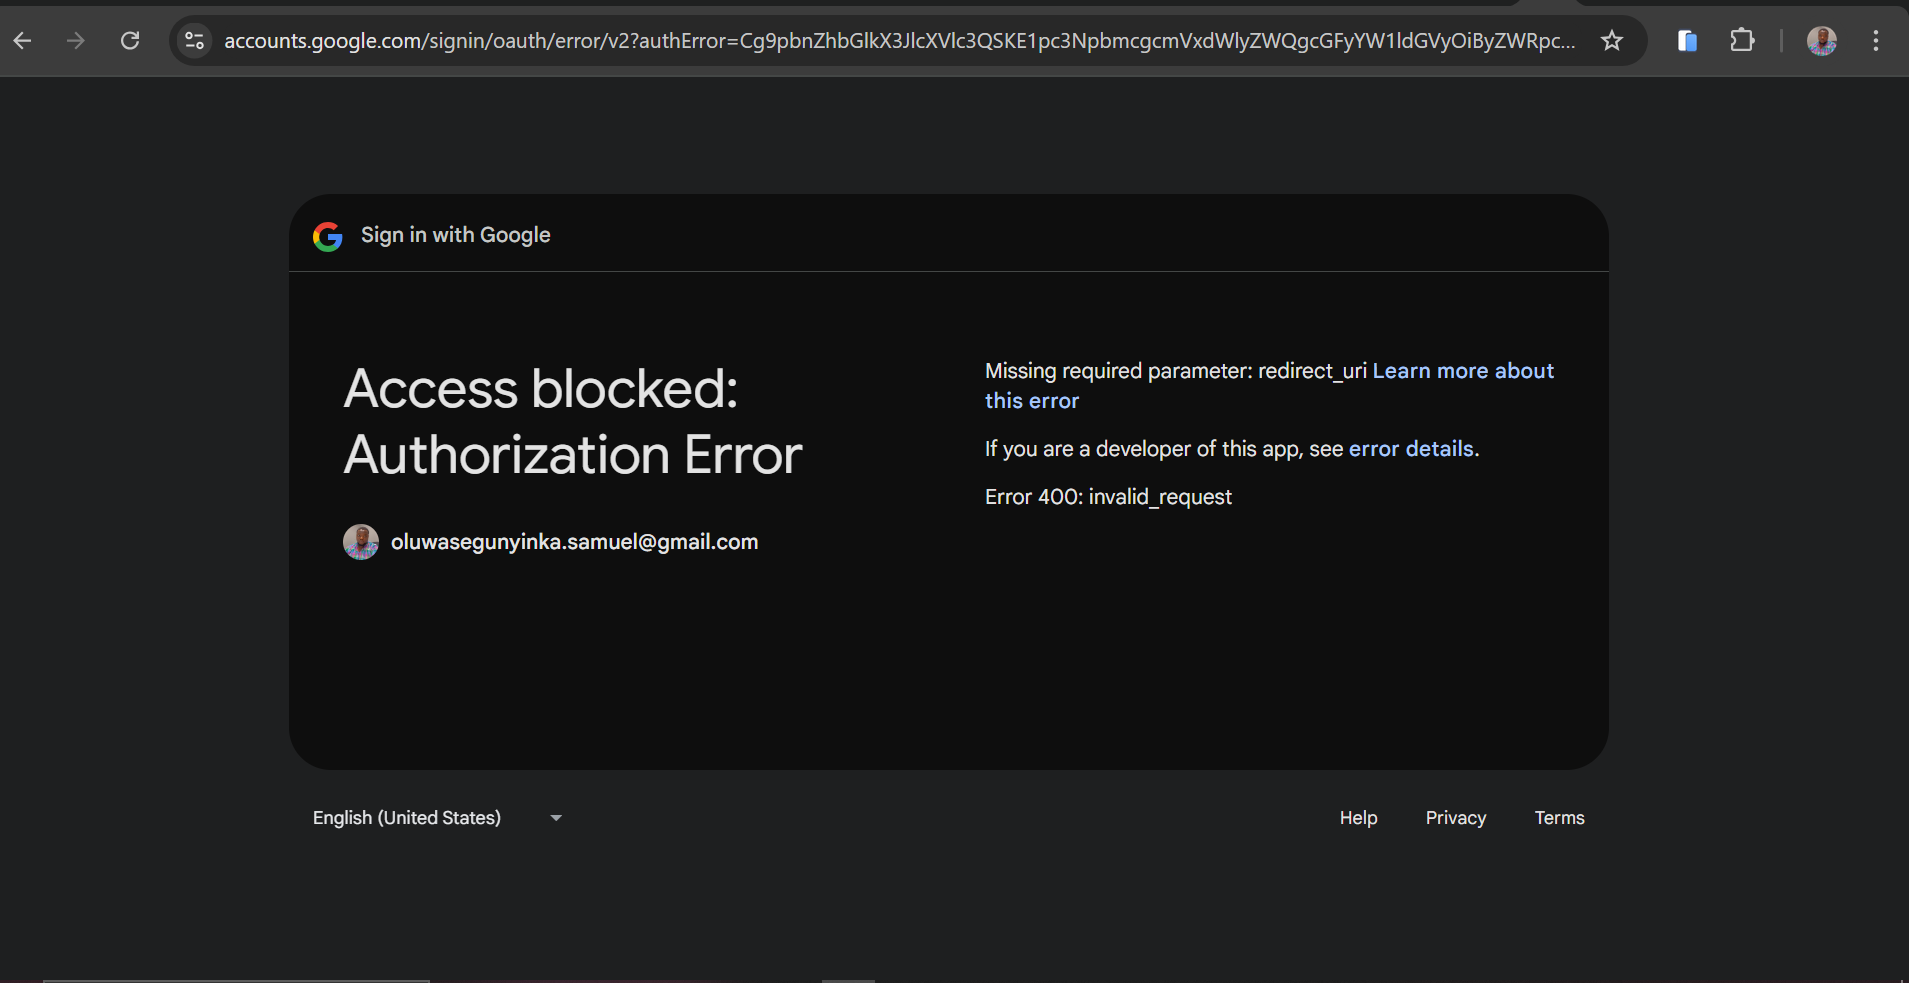 accounts.google.com/signin/oauth/error/v2?authError=Cg9pbnZhbGlkX3JlcXVlc3QSKE1pc3NpbmcgcmVxdWlyZWQgcGFyYW1ldGVyOiByZWRpc...
Sign in with Google
Access blocked:
Authorization Error
oluwasegunyinka.samuel@gmail.com
Missing required parameter: redirect_uri Learn more about
this error
If you are a developer of this app, see error details.
Error 400: invalid_request
English (United States)
Help Privacy Terms